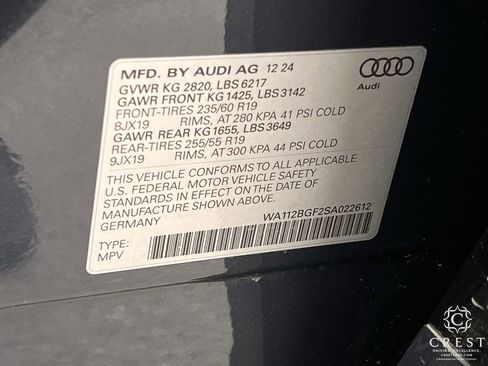 MFD. BY AUDI AG 12 24
GVWR KG 2820, LBS 6217
GAWR FRONT KG 1425, LBS 3142
FRONT-TIRES 235/60 R19
8JX19 RIMS, AT 280 KPA 41 PSI COLD
GAWR REAR KG 1655, LBS 3649
REAR-TIRES 255/55 R19
9JX19 RIMS, AT 300 KPA 44 PSI COLD
THIS VEHICLE CONFORMS TO ALL APPLICABLE
U.S. FEDERAL MOTOR VEHICLE SAFETY
STANDARDS IN EFFECT ON THE DATE OF
MANUFACTURE SHOWN ABOVE.
GERMANY
WA112BGF2SA022612
TYPE:
MPV
Audi
CREST
DRIVING EXCELLENCE.